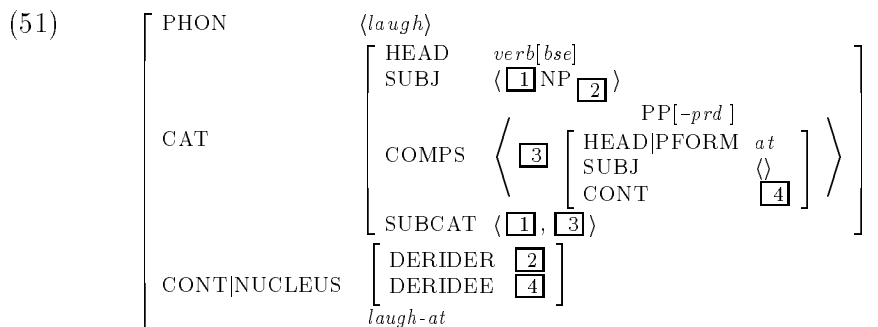 (51)
PHON ⟨laugh⟩
HEAD verb[bse]
SUBJ ⟨ 1 NP 2 ⟩
PP[–prd ]
CAT COMPS ⟨ 3 HEAD|PFORM at ⟩
SUBJ ⟨⟩
CONT 4
SUBCAT ⟨ 1 , 3 ⟩
CONT|NUCLEUS DERIDER 2
DERIDEE 4
laugh-at